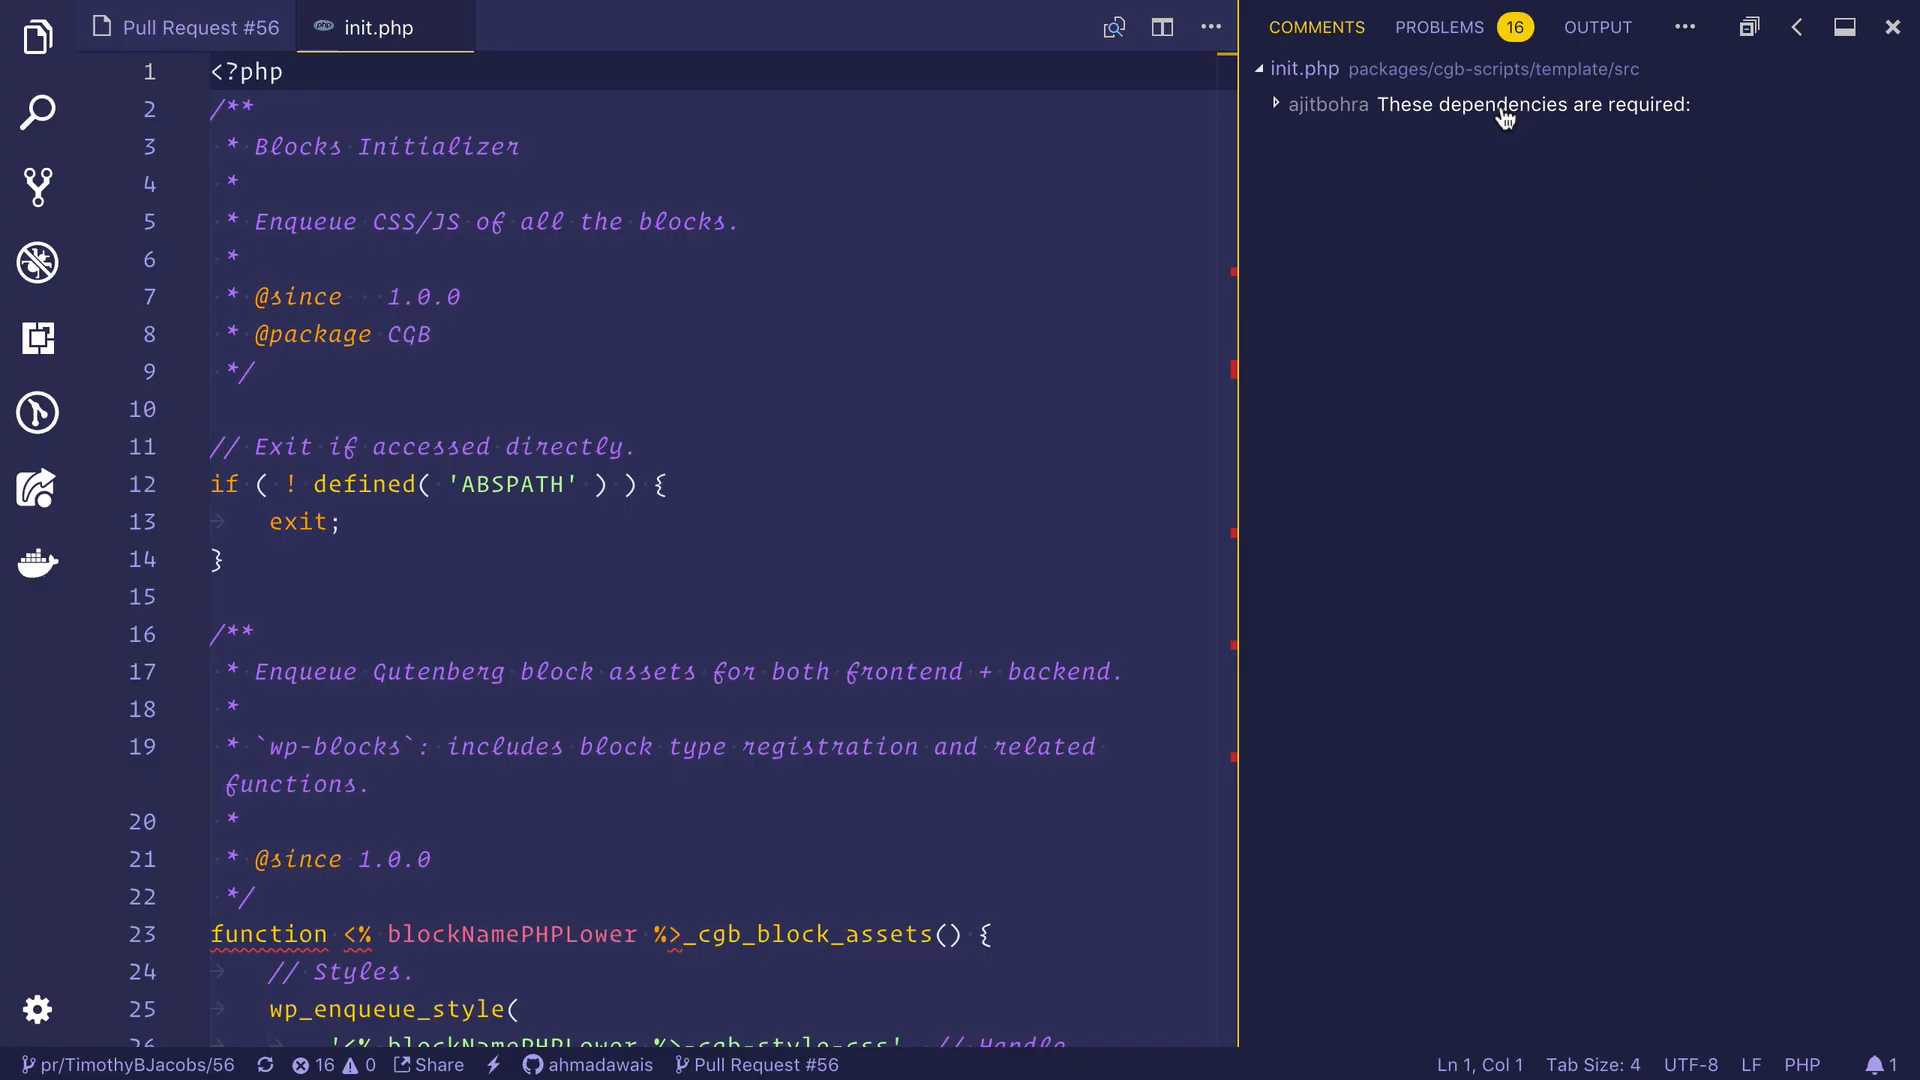 Pull Request #56
init.php
COMMENTS PROBLEMS 16 OUTPUT
init.php packages/cgb-scripts/template/src
ajitbohra These dependencies are required:
1 <?php
2 /**
3 * Blocks Initializer
4 *
5 * Enqueue CSS/JS of all the blocks.
6 *
7 * @since 1.0.0
8 * @package CGB
9 */
10
11 // Exit if accessed directly.
12 if ( ! defined( 'ABSPATH' ) ) {
13 exit;
14 }
15
16 /**
17 * Enqueue Gutenberg block assets for both frontend + backend.
18 *
19 * `wp-blocks`: includes block type registration and related
functions.
20 *
21 * @since 1.0.0
22 */
23 function <% blockNamePHPLower %>_cgb_block_assets() {
24 // Styles.
25 wp_enqueue_style(
26 '<% blockNamePHPLower %>-cgb-style-css', // Handle
pr/TimothyBJacobs/56 16 0 Share ahmadawais Pull Request #56 Ln 1, Col 1 Tab Size: 4 UTF-8 LF PHP 1